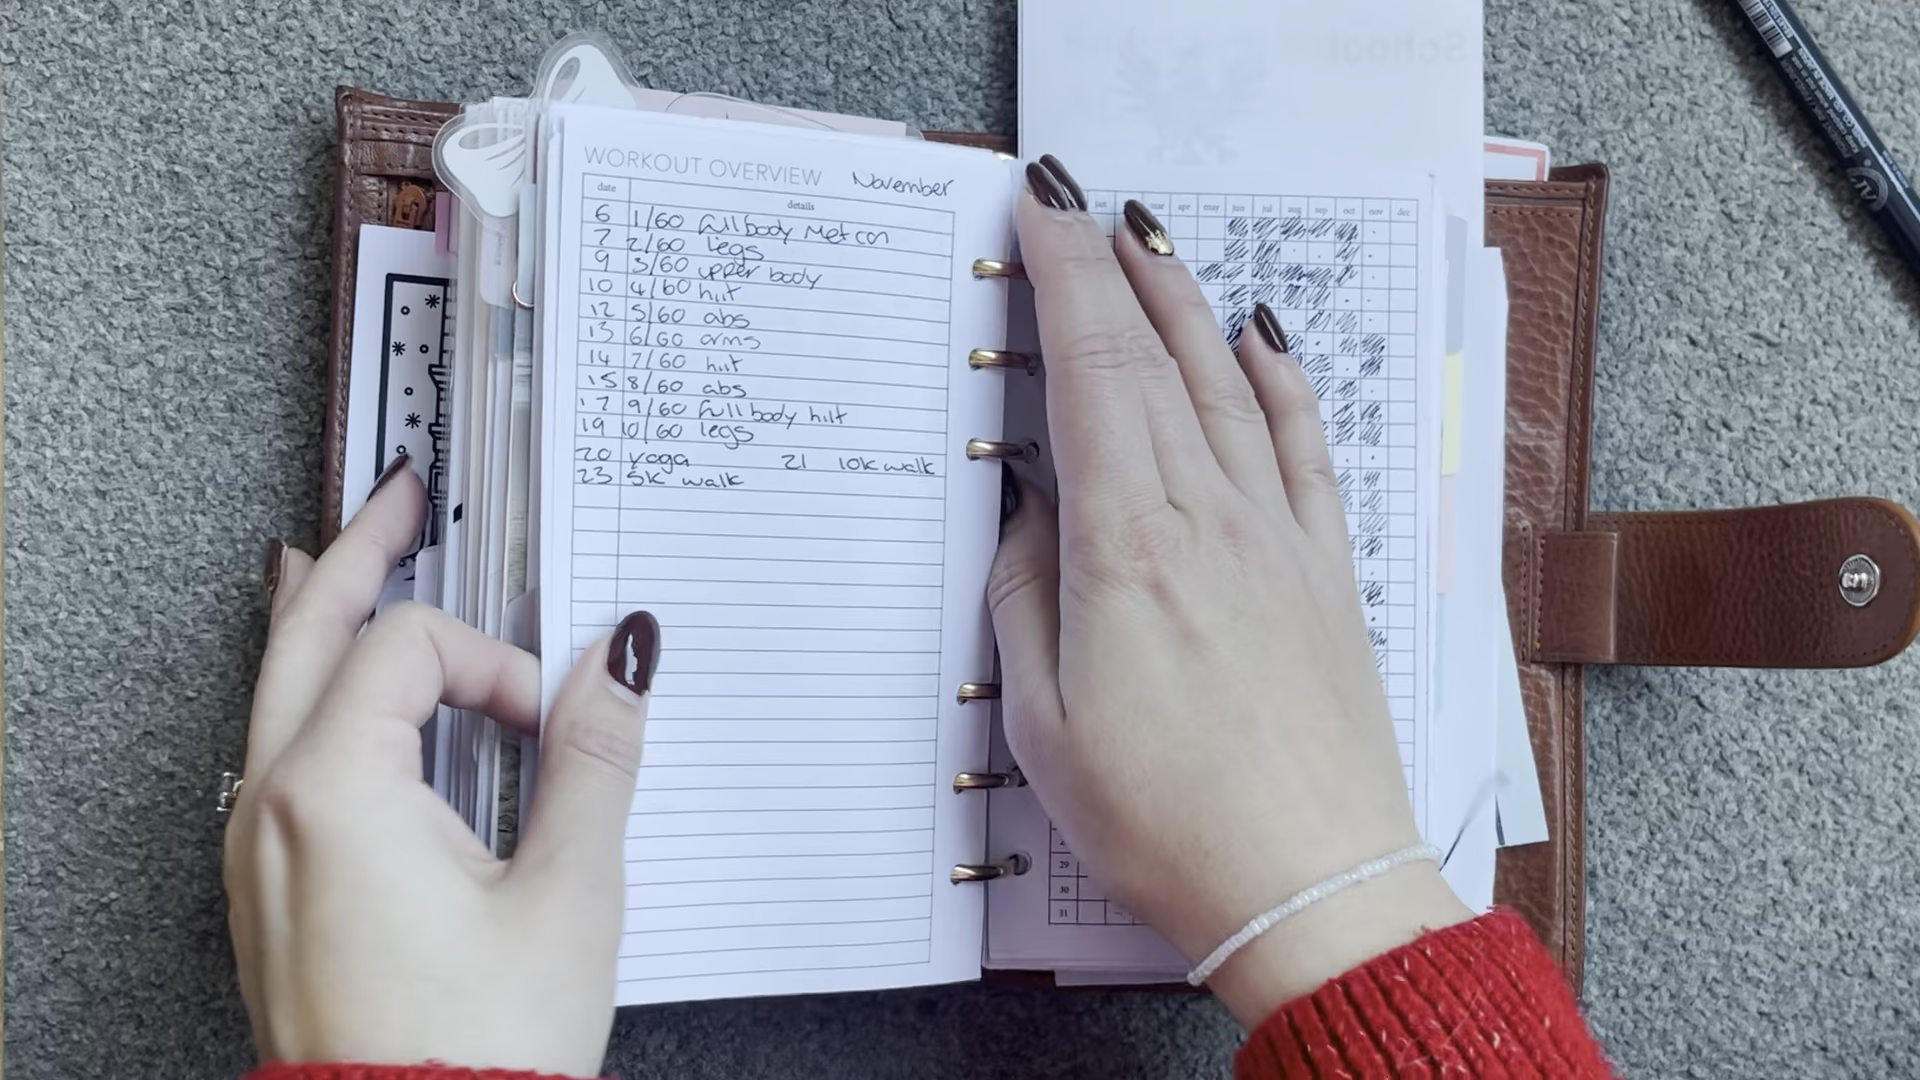 WORKOUT OVERVIEW November
date details
6 1/60 full body Metcon
7 2/60 legs
9 3/60 upper body
10 4/60 hiit
12 5/60 abs
13 6/60 arms
14 7/60 hiit
15 8/60 abs
17 9/60 full body hiit
19 10/60 legs
20 yoga 21 10k walk
23 5k walk
School
jan mar apr may jun jul aug sep oct nov dec
29
30
31